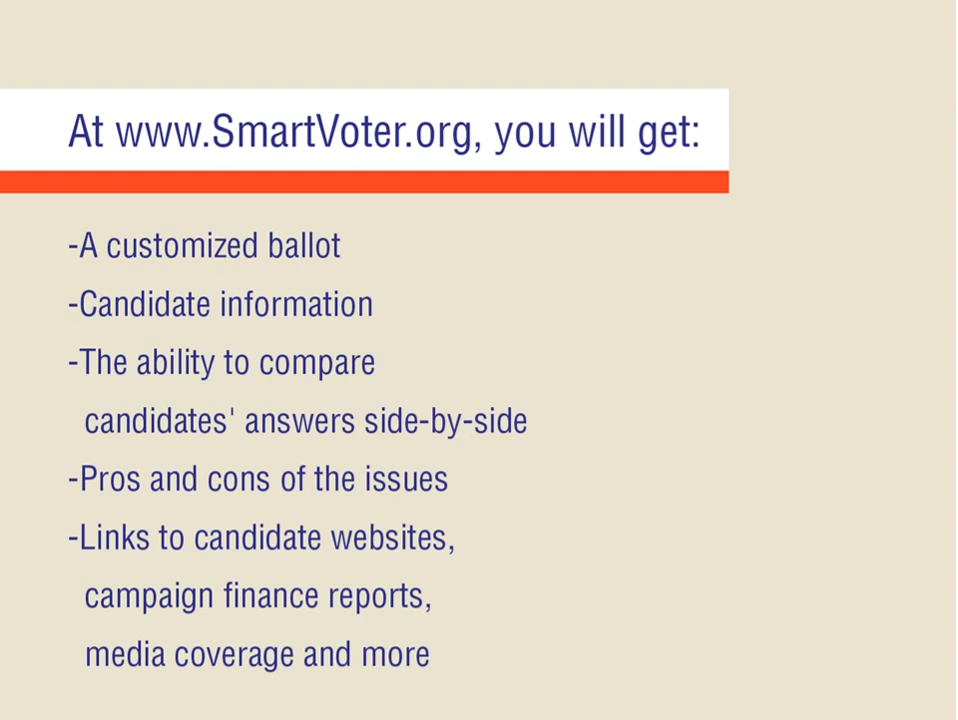 At www.SmartVoter.org, you will get:
-A customized ballot
-Candidate information
-The ability to compare
candidates' answers side-by-side
-Pros and cons of the issues
-Links to candidate websites,
campaign finance reports,
media coverage and more